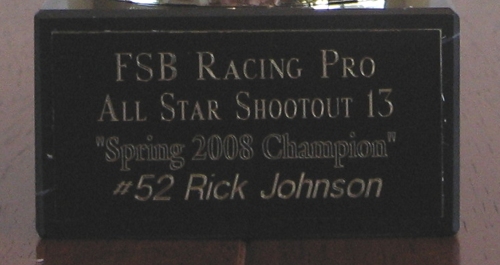 FSB Racing Pro
All Star Shootout 13
"Spring 2008 Champion"
#52 Rick Johnson